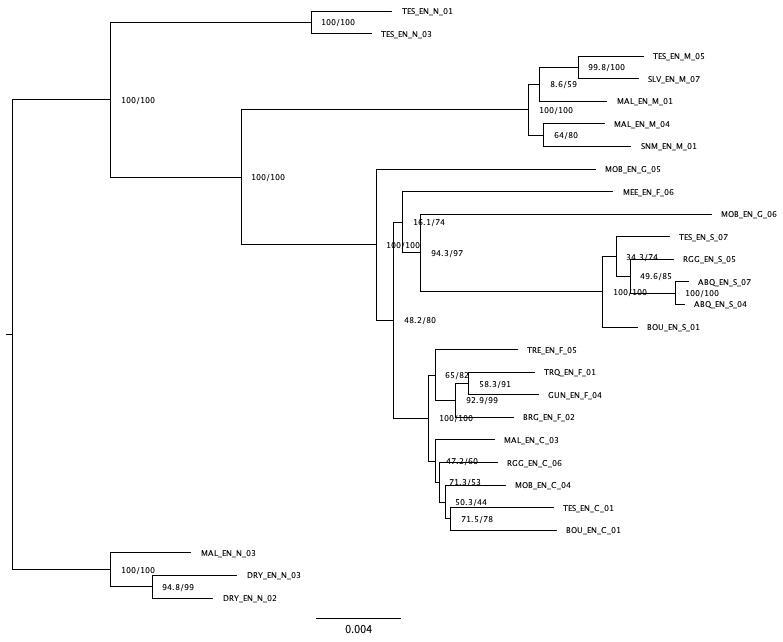 TES_EN_N_01
100/100
TES_EN_N_03
TES_EN_M_05
99.8/100
SLV_EN_M_07
8.6/59
MAL_EN_M_01
100/100
100/100
MAL_EN_M_04
64/80
SNM_EN_M_01
MOB_EN_G_05
100/100
MEE_EN_F_06
MOB_EN_G_06
16.1/74
TES_EN_S_07
100/100
94.3/97
34.3/74
RGG_EN_S_05
49.6/85
ABQ_EN_S_07
100/100
100/100
ABQ_EN_S_04
48.2/80
BOU_EN_S_01
TRE_EN_F_05
65/82
TRQ_EN_F_01
58.3/91
GUN_EN_F_04
92.9/99
100/100
BRG_EN_F_02
MAL_EN_C_03
47.2/60
RGG_EN_C_06
71.3/53
MOB_EN_C_04
50.3/44
TES_EN_C_01
71.5/78
BOU_EN_C_01
MAL_EN_N_03
100/100
DRY_EN_N_03
94.8/99
DRY_EN_N_02
0.004